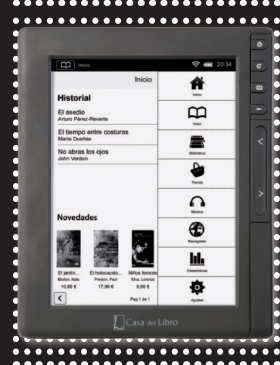 Inicio
20:34
Inicio
Historial
El asedio
Arturo Pérez-Reverte
El tiempo entre costuras
María Dueñas
No abras los ojos
John Verdon
Novedades
El jardín...
Morton, Kate
10,99 €
El holocausto...
Preston, Paul
17,99 €
Niños feroces
Silva, Lorenzo
9,99 €
Pag 1 de 1
Inicio
Biblioteca
Tienda
Música
Navegador
Estadísticas
Ajustes
Casa del Libro